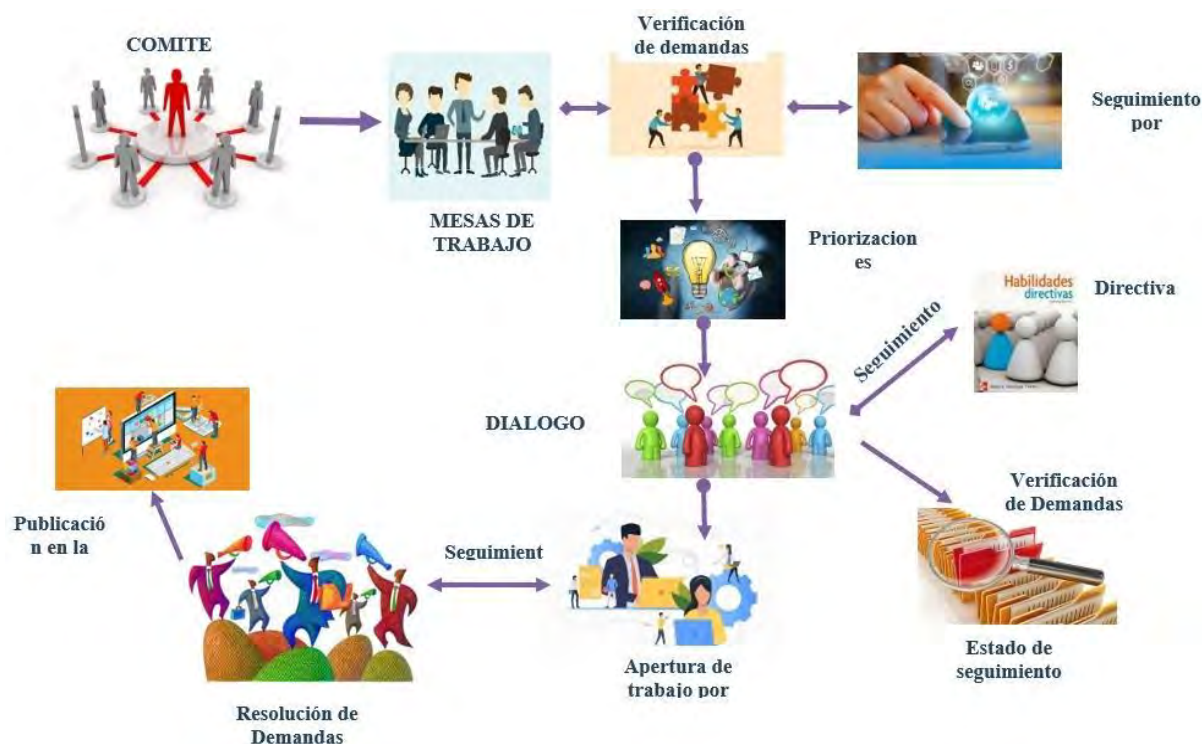 COMITE
Verificación
de demandas
Seguimiento
por
MESAS DE
TRABAJO
Priorizacion
es
Habilidades
directivas
Directiva
Seguimiento
DIALOGO
Verificación
de Demandas
Publicació
n en la
Seguimient
Estado de
seguimiento
Apertura de
trabajo por
Resolución de
Demandas